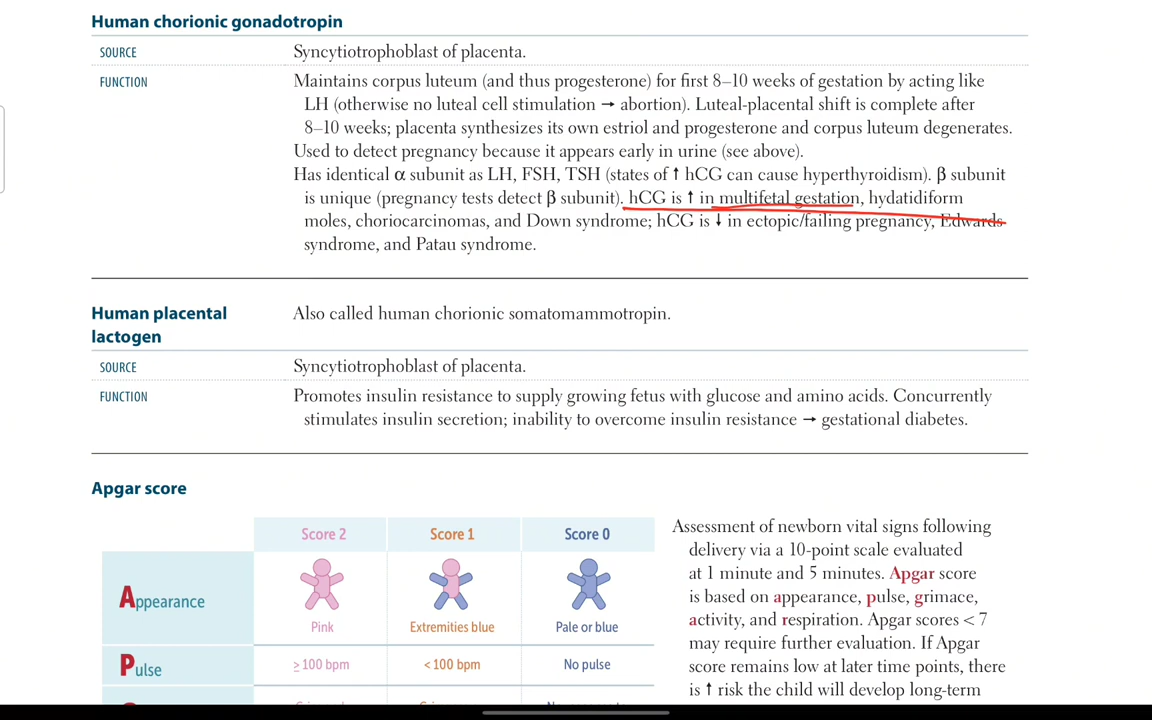 Human chorionic gonadotropin
SOURCE Syncytiotrophoblast of placenta.
FUNCTION Maintains corpus luteum (and thus progesterone) for first 8–10 weeks of gestation by acting like
LH (otherwise no luteal cell stimulation → abortion). Luteal-placental shift is complete after
8–10 weeks; placenta synthesizes its own estriol and progesterone and corpus luteum degenerates.
Used to detect pregnancy because it appears early in urine (see above).
Has identical α subunit as LH, FSH, TSH (states of ↑ hCG can cause hyperthyroidism). β subunit
is unique (pregnancy tests detect β subunit). hCG is ↑ in multifetal gestation, hydatidiform
moles, choriocarcinomas, and Down syndrome; hCG is ↓ in ectopic/failing pregnancy, Edwards
syndrome, and Patau syndrome.
Human placental
lactogen
Also called human chorionic somatomammotropin.
SOURCE Syncytiotrophoblast of placenta.
FUNCTION Promotes insulin resistance to supply growing fetus with glucose and amino acids. Concurrently
stimulates insulin secretion; inability to overcome insulin resistance → gestational diabetes.
Apgar score
Score 2 Score 1 Score 0
Appearance
Pink Extremities blue Pale or blue
Pulse ≥ 100 bpm < 100 bpm No pulse
Assessment of newborn vital signs following
delivery via a 10-point scale evaluated
at 1 minute and 5 minutes. Apgar score
is based on appearance, pulse, grimace,
activity, and respiration. Apgar scores < 7
may require further evaluation. If Apgar
score remains low at later time points, there
is ↑ risk the child will develop long-term